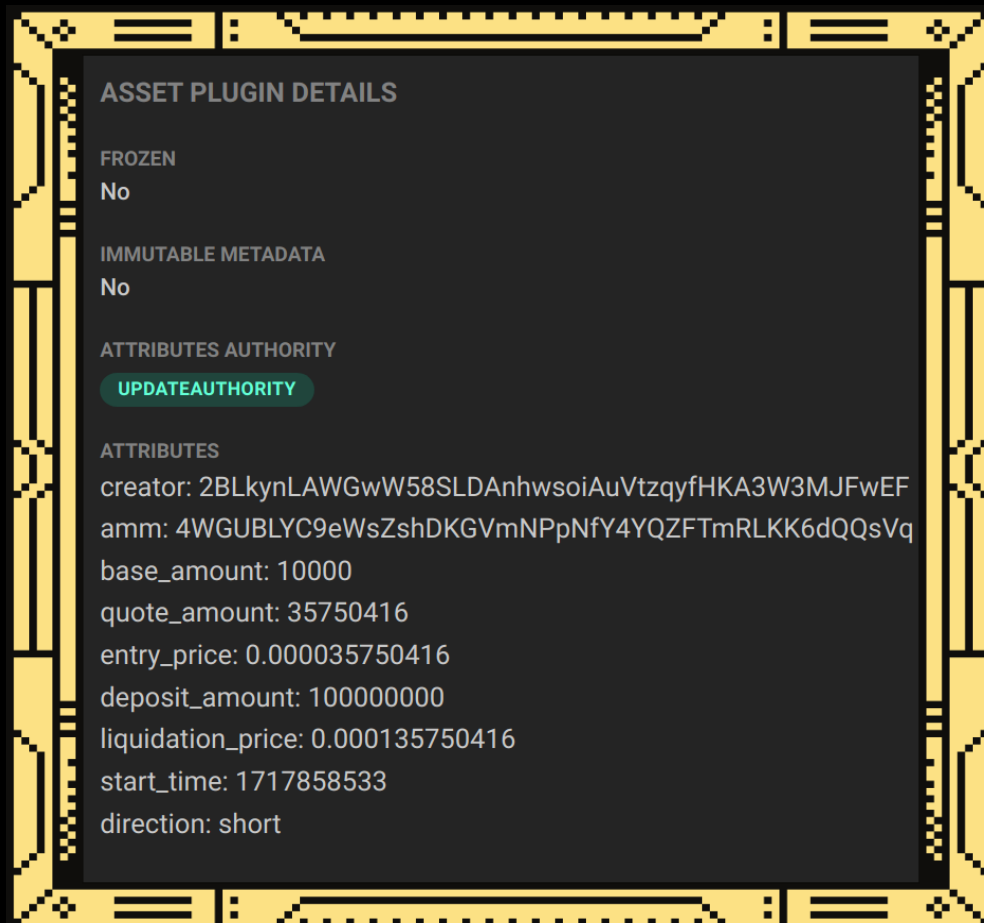 ASSET PLUGIN DETAILS
FROZEN
No
IMMUTABLE METADATA
No
ATTRIBUTES AUTHORITY
UPDATEAUTHORITY
ATTRIBUTES
creator: 2BLkynLAWGwW58SLDAnhwsoiAuVtzqyfHKA3W3MJFwEF
amm: 4WGUBLYC9eWsZshDKGVmNPpNfY4YQZFTmRLKK6dQQsVq
base_amount: 10000
quote_amount: 35750416
entry_price: 0.000035750416
deposit_amount: 100000000
liquidation_price: 0.000135750416
start_time: 1717858533
direction: short